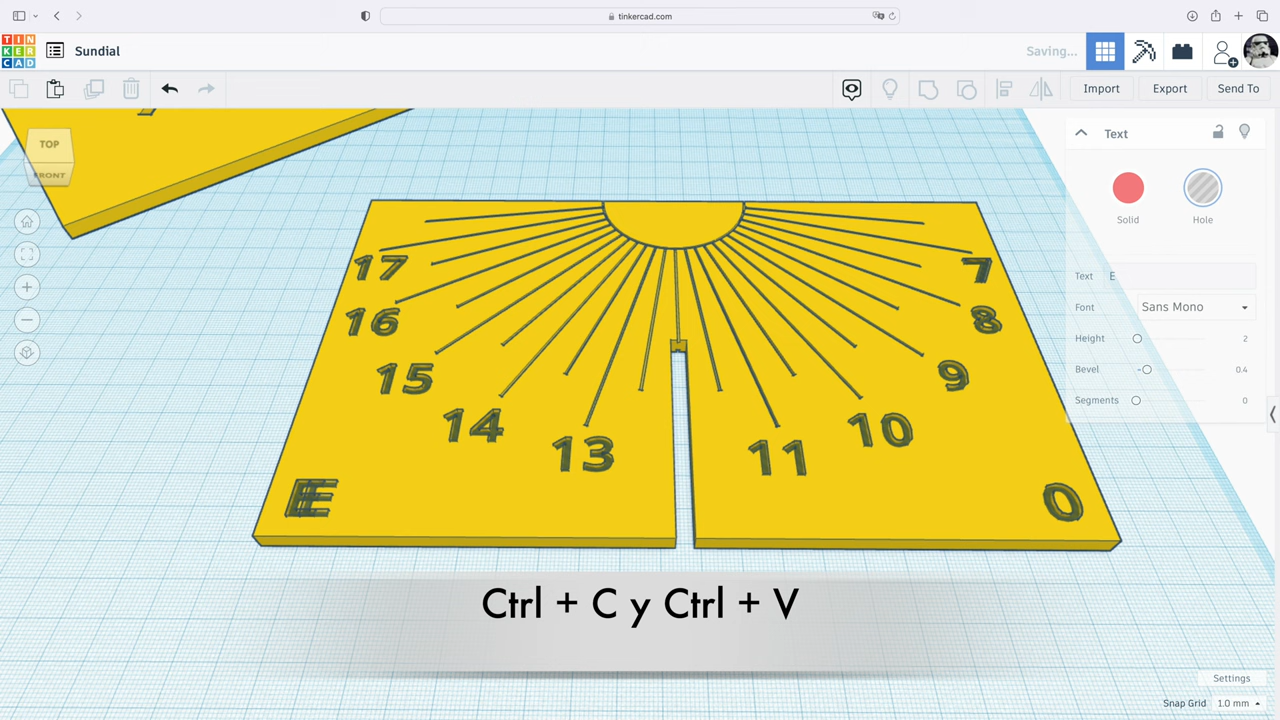 tinkercad.com
TIN
KER
CAD
Sundial
Saving...
Import
Export
Send To
TOP
FRONT
Text
Solid
Hole
Text E
Font Sans Mono
Height 2
Bevel 0.4
Segments 0
17
7
16
8
15
9
14
10
13
11
E
O
Ctrl + C y Ctrl + V
Settings
Snap Grid 1.0 mm